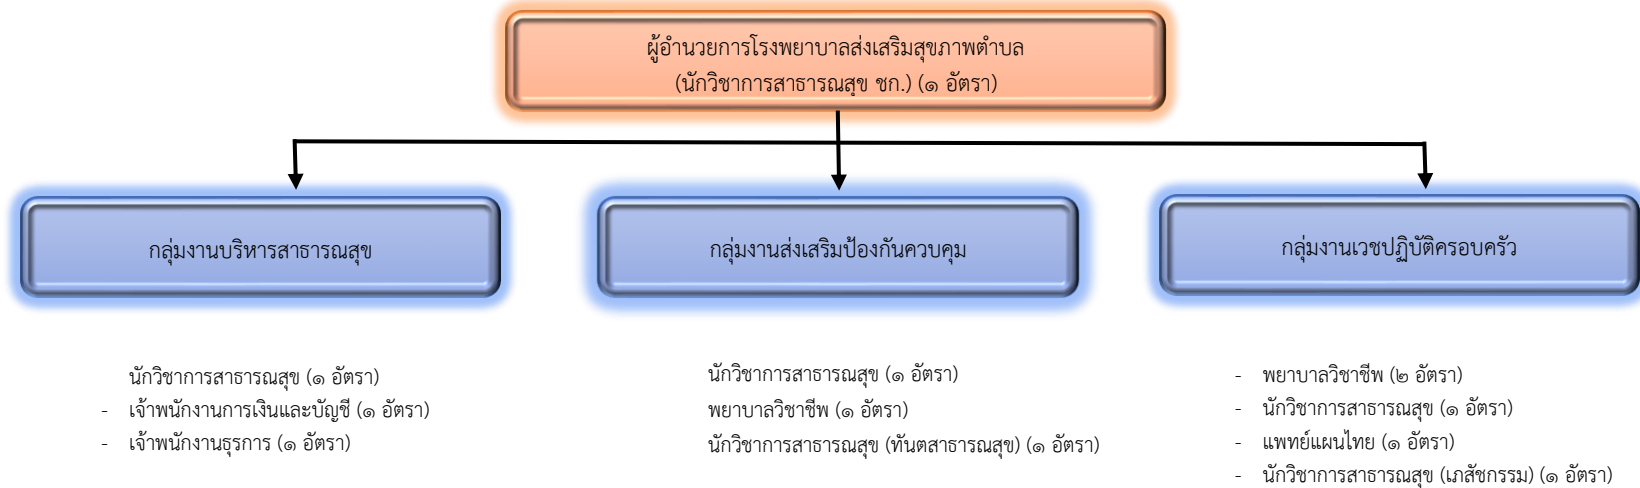 ผู้อำนวยการโรงพยาบาลส่งเสริมสุขภาพตำบล
(นักวิชาการสาธารณสุข ชก.) (๑ อัตรา)
กลุ่มงานบริหารสาธารณสุข
กลุ่มงานส่งเสริมป้องกันควบคุม
กลุ่มงานเวชปฏิบัติครอบครัว
นักวิชาการสาธารณสุข (๑ อัตรา)
- เจ้าพนักงานการเงินและบัญชี (๑ อัตรา)
- เจ้าพนักงานธุรการ (๑ อัตรา)
นักวิชาการสาธารณสุข (๑ อัตรา)
พยาบาลวิชาชีพ (๑ อัตรา)
นักวิชาการสาธารณสุข (ทันตสาธารณสุข) (๑ อัตรา)
- พยาบาลวิชาชีพ (๒ อัตรา)
- นักวิชาการสาธารณสุข (๑ อัตรา)
- แพทย์แผนไทย (๑ อัตรา)
- นักวิชาการสาธารณสุข (เภสัชกรรม) (๑ อัตรา)